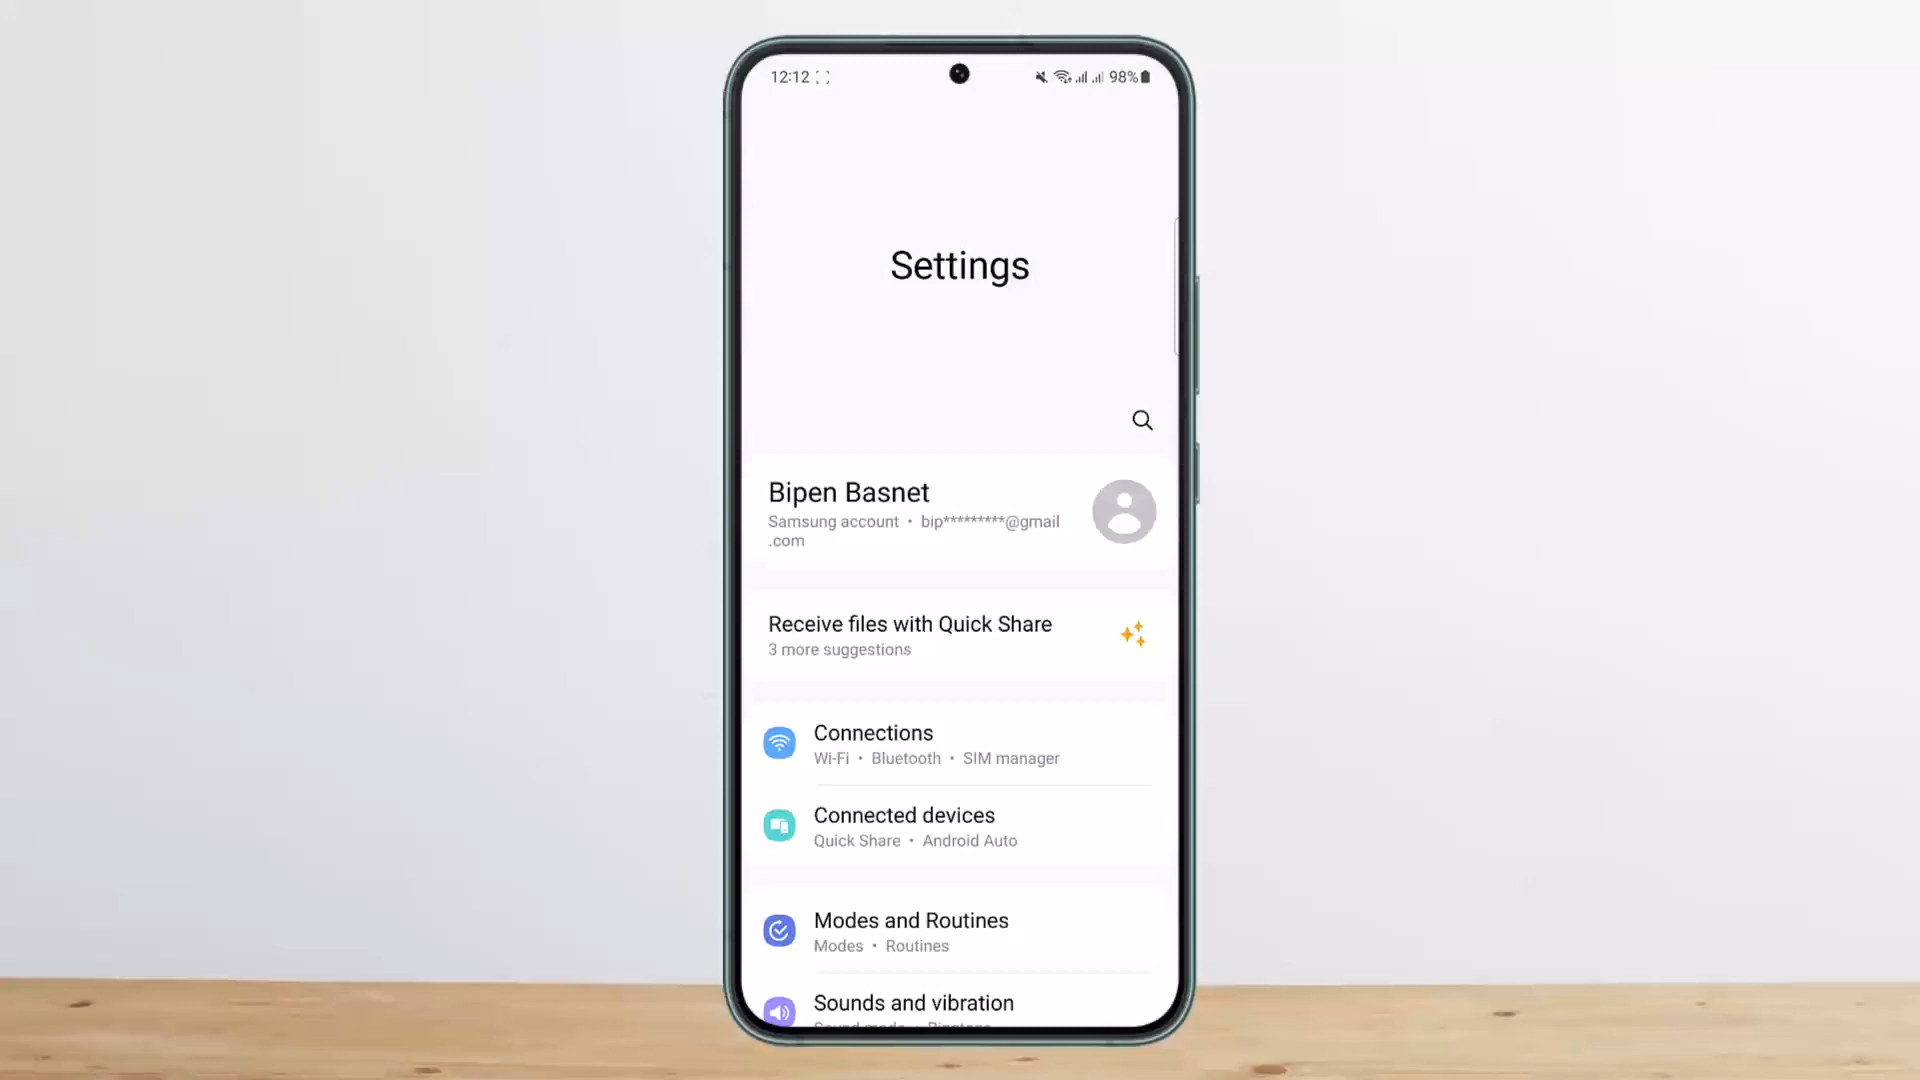 12:12
98%
Settings
Bipen Basnet
Samsung account • bip*********@gmail
.com
Receive files with Quick Share
3 more suggestions
Connections
Wi-Fi • Bluetooth • SIM manager
Connected devices
Quick Share • Android Auto
Modes and Routines
Modes • Routines
Sounds and vibration